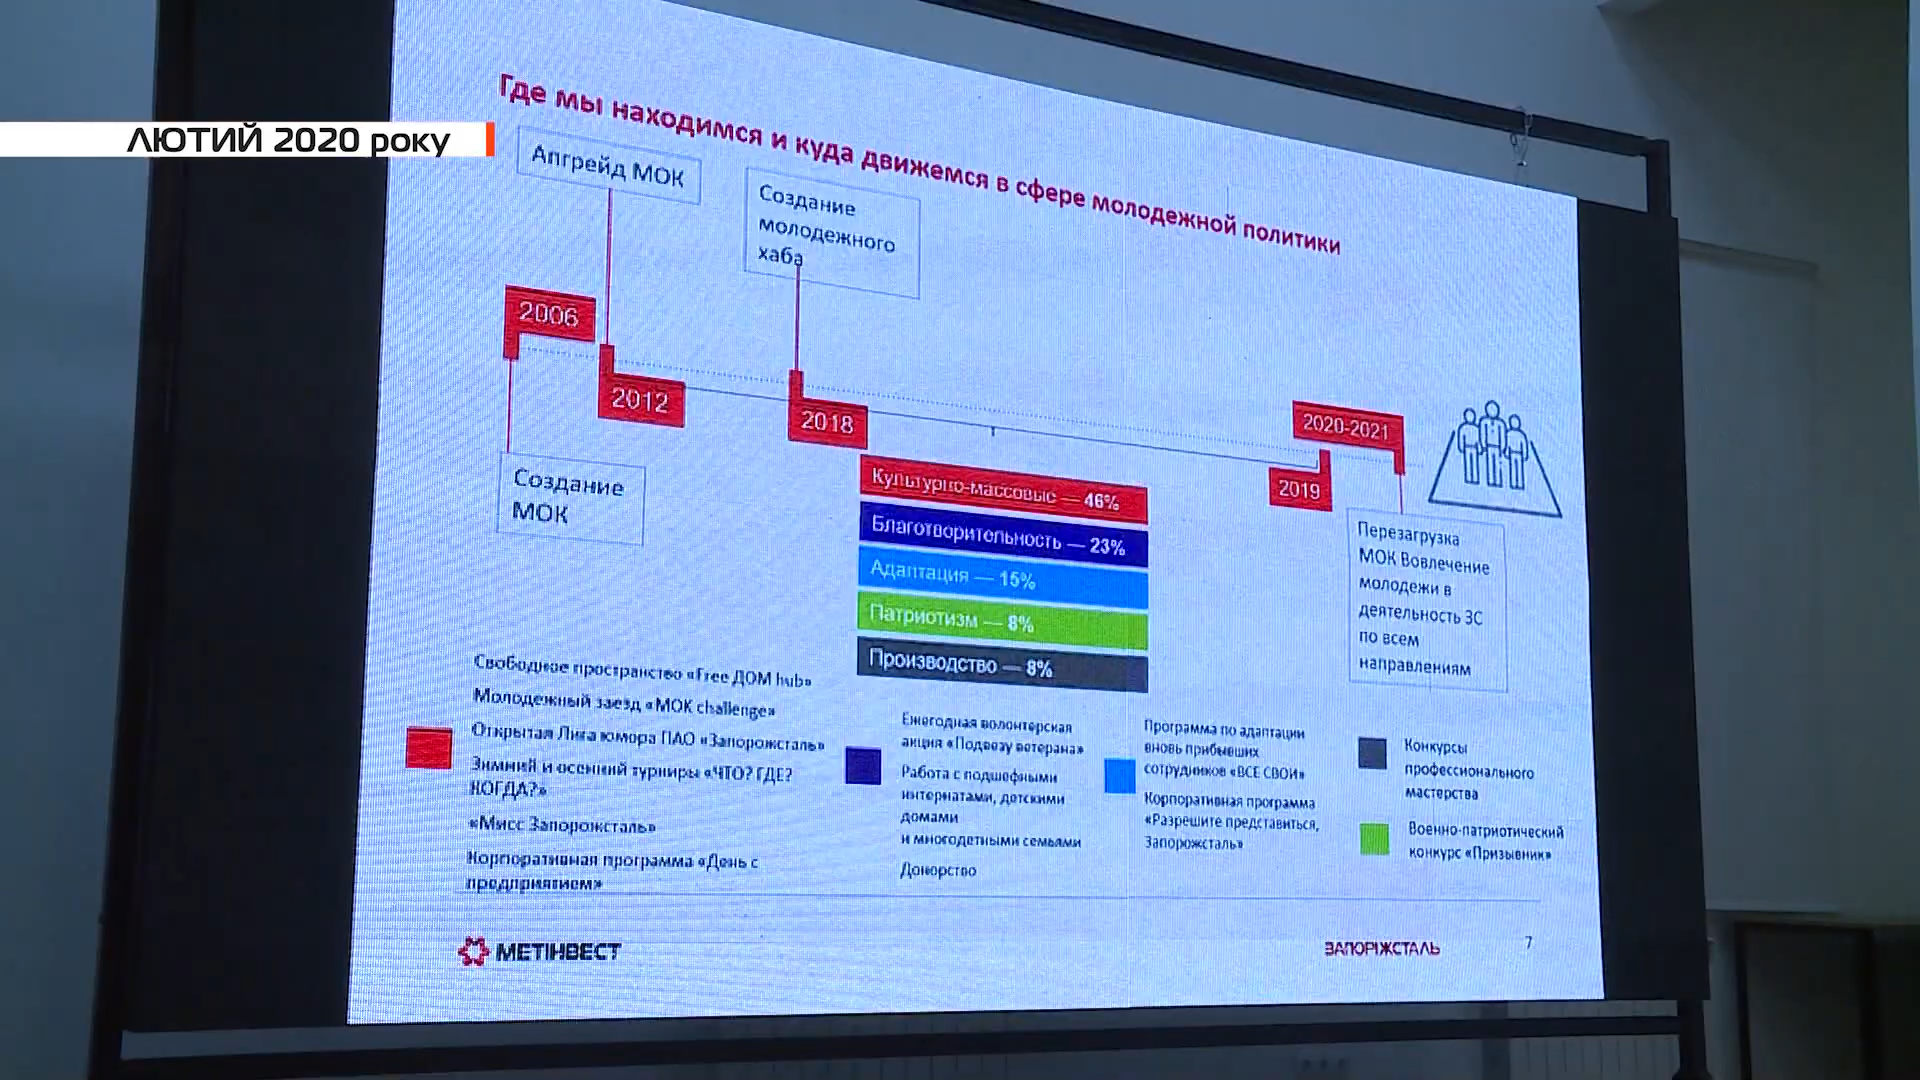 ЛЮТИЙ 2020 року
Где мы находимся и куда движемся в сфере молодежной политики
Апгрейд МОК
Создание
молодежного
хаба
2006
2012
2018
2020-2021
2019
Создание
МОК
Культурно-массовые — 46%
Благотворительность — 23%
Адаптация — 15%
Патриотизм — 8%
Производство — 8%
Перезагрузка
МОК Вовлечение
молодежи в
деятельность ЗС
по всем
направлениям
Свободное пространство «Free ДОМ hub»
Молодежный заезд «МОК challenge»
Открытая Лига юмора ПАО «Запорожсталь»
Зимний и осенний турниры «ЧТО? ГДЕ?
КОГДА?»
«Мисс Запорожсталь»
Корпоративная программа «День с
предприятием»
Ежегодная волонтерская
акция «Подвезу ветерана»
Работа с подшефными
интернатами, детскими
домами
и многодетными семьями
Донорство
Программа по адаптации
вновь прибывших
сотрудников «ВСЕ СВОИ»
Корпоративная программа
«Разрешите представиться,
Запорожсталь»
Конкурсы
профессионального
мастерства
Военно-патриотический
конкурс «Призывник»
МЕТІНВЕСТ
ЗАПОРІЖСТАЛЬ
7